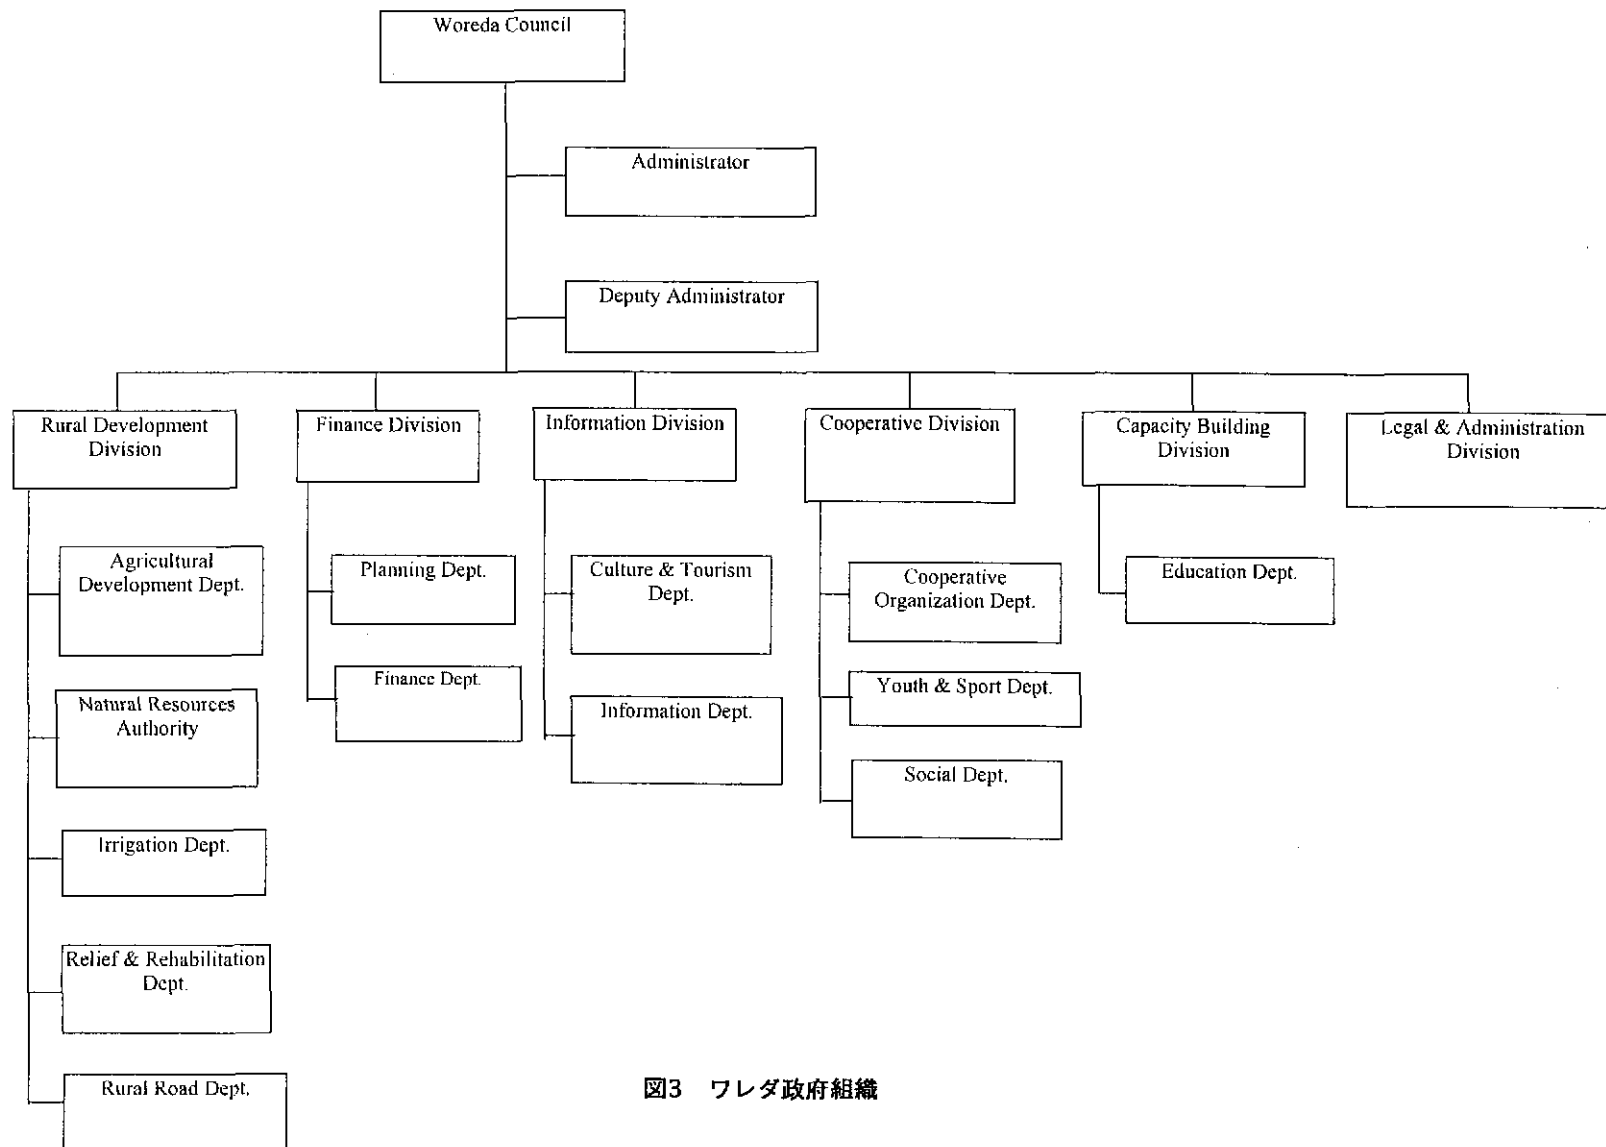 Woreda Council
Administrator
Deputy Administrator
Rural Development
Division
Finance Division
Information Division
Cooperative Division
Capacity Building
Division
Legal & Administration
Division
Agricultural
Development Dept.
Natural Resources
Authority
Irrigation Dept.
Relief & Rehabilitation
Dept.
Rural Road Dept.
Planning Dept.
Finance Dept.
Culture & Tourism
Dept.
Information Dept.
Cooperative
Organization Dept.
Youth & Sport Dept.
Social Dept.
Education Dept.
図3 ワレダ政府組織